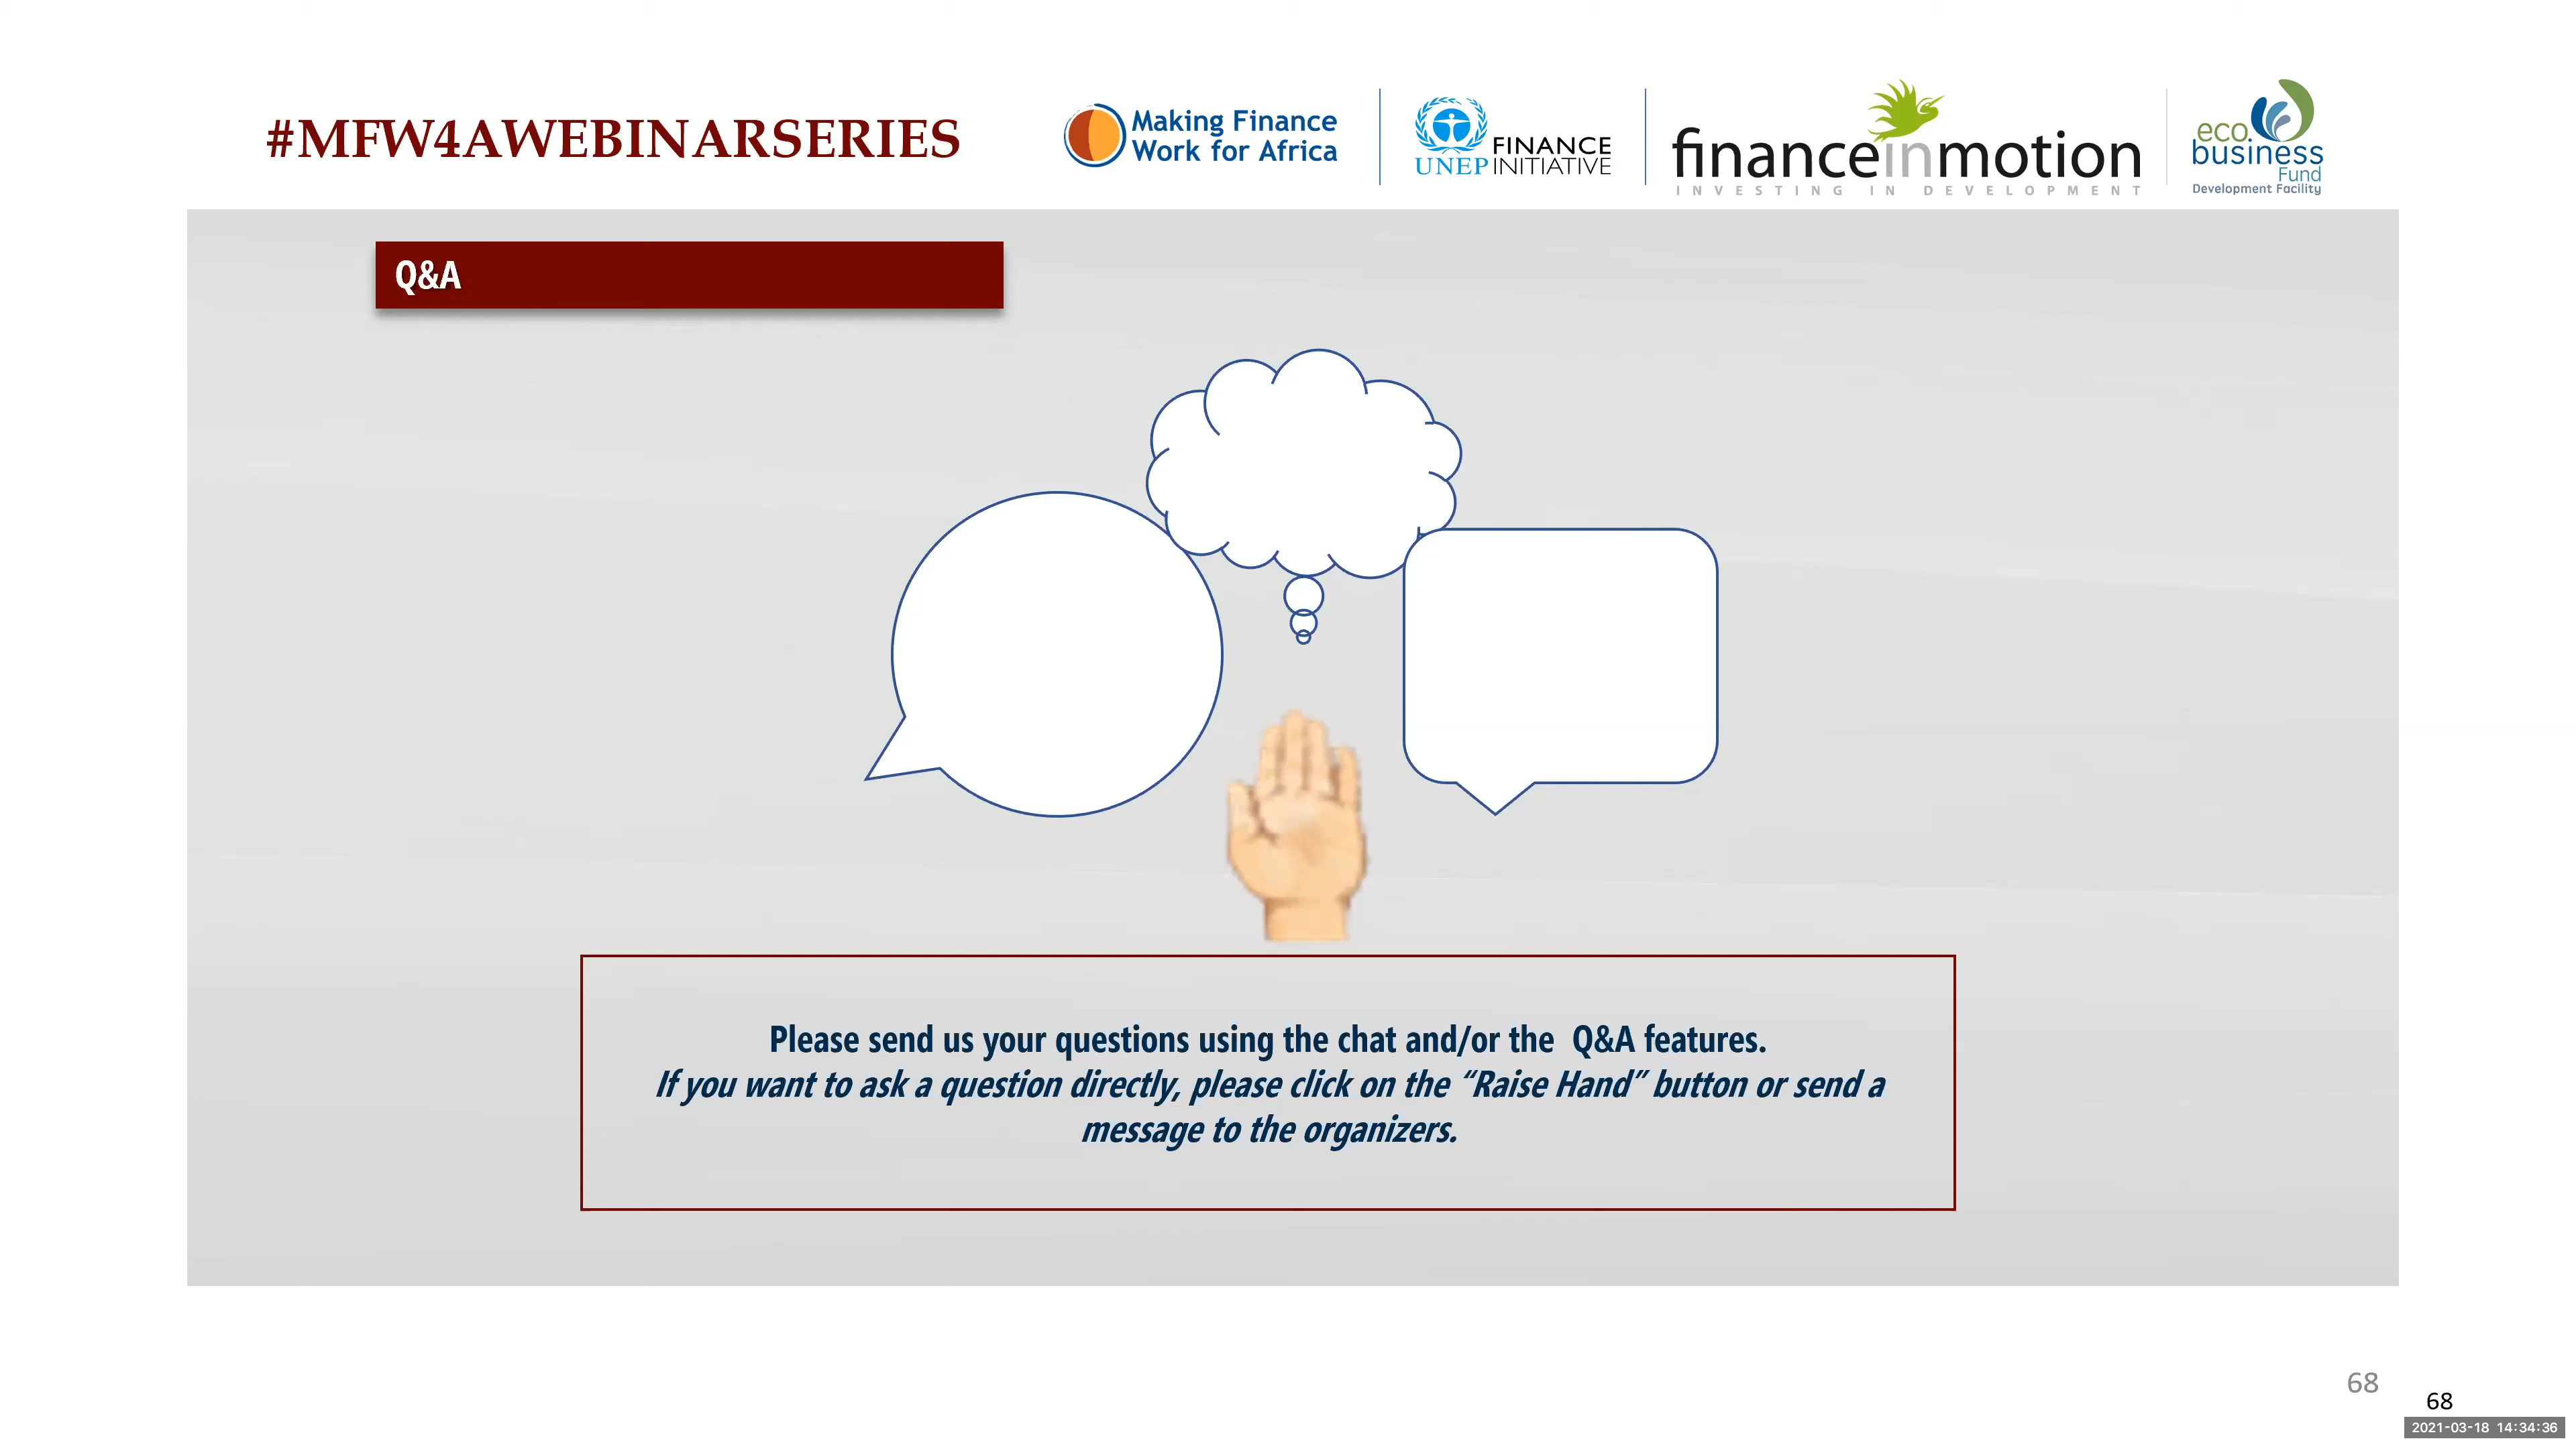 #MFW4AWEBINARSERIES
Making Finance
Work for Africa
UNEP
FINANCE
INITIATIVE
financeinmotion
INVESTING IN DEVELOPMENT
eco.
business
Fund
Development Facility
Q&A
Please send us your questions using the chat and/or the Q&A features.
If you want to ask a question directly, please click on the “Raise Hand” button or send a
message to the organizers.
68
68
2021-03-18 14:34:36